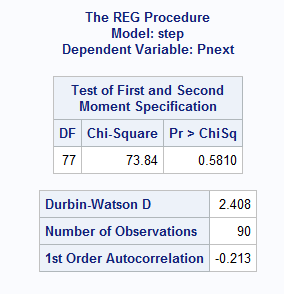 The REG Procedure
Model: step
Dependent Variable: Pnext
Test of First and Second
Moment Specification
DF Chi-Square Pr > ChiSq
77 73.84 0.5810
Durbin-Watson D 2.408
Number of Observations 90
1st Order Autocorrelation -0.213